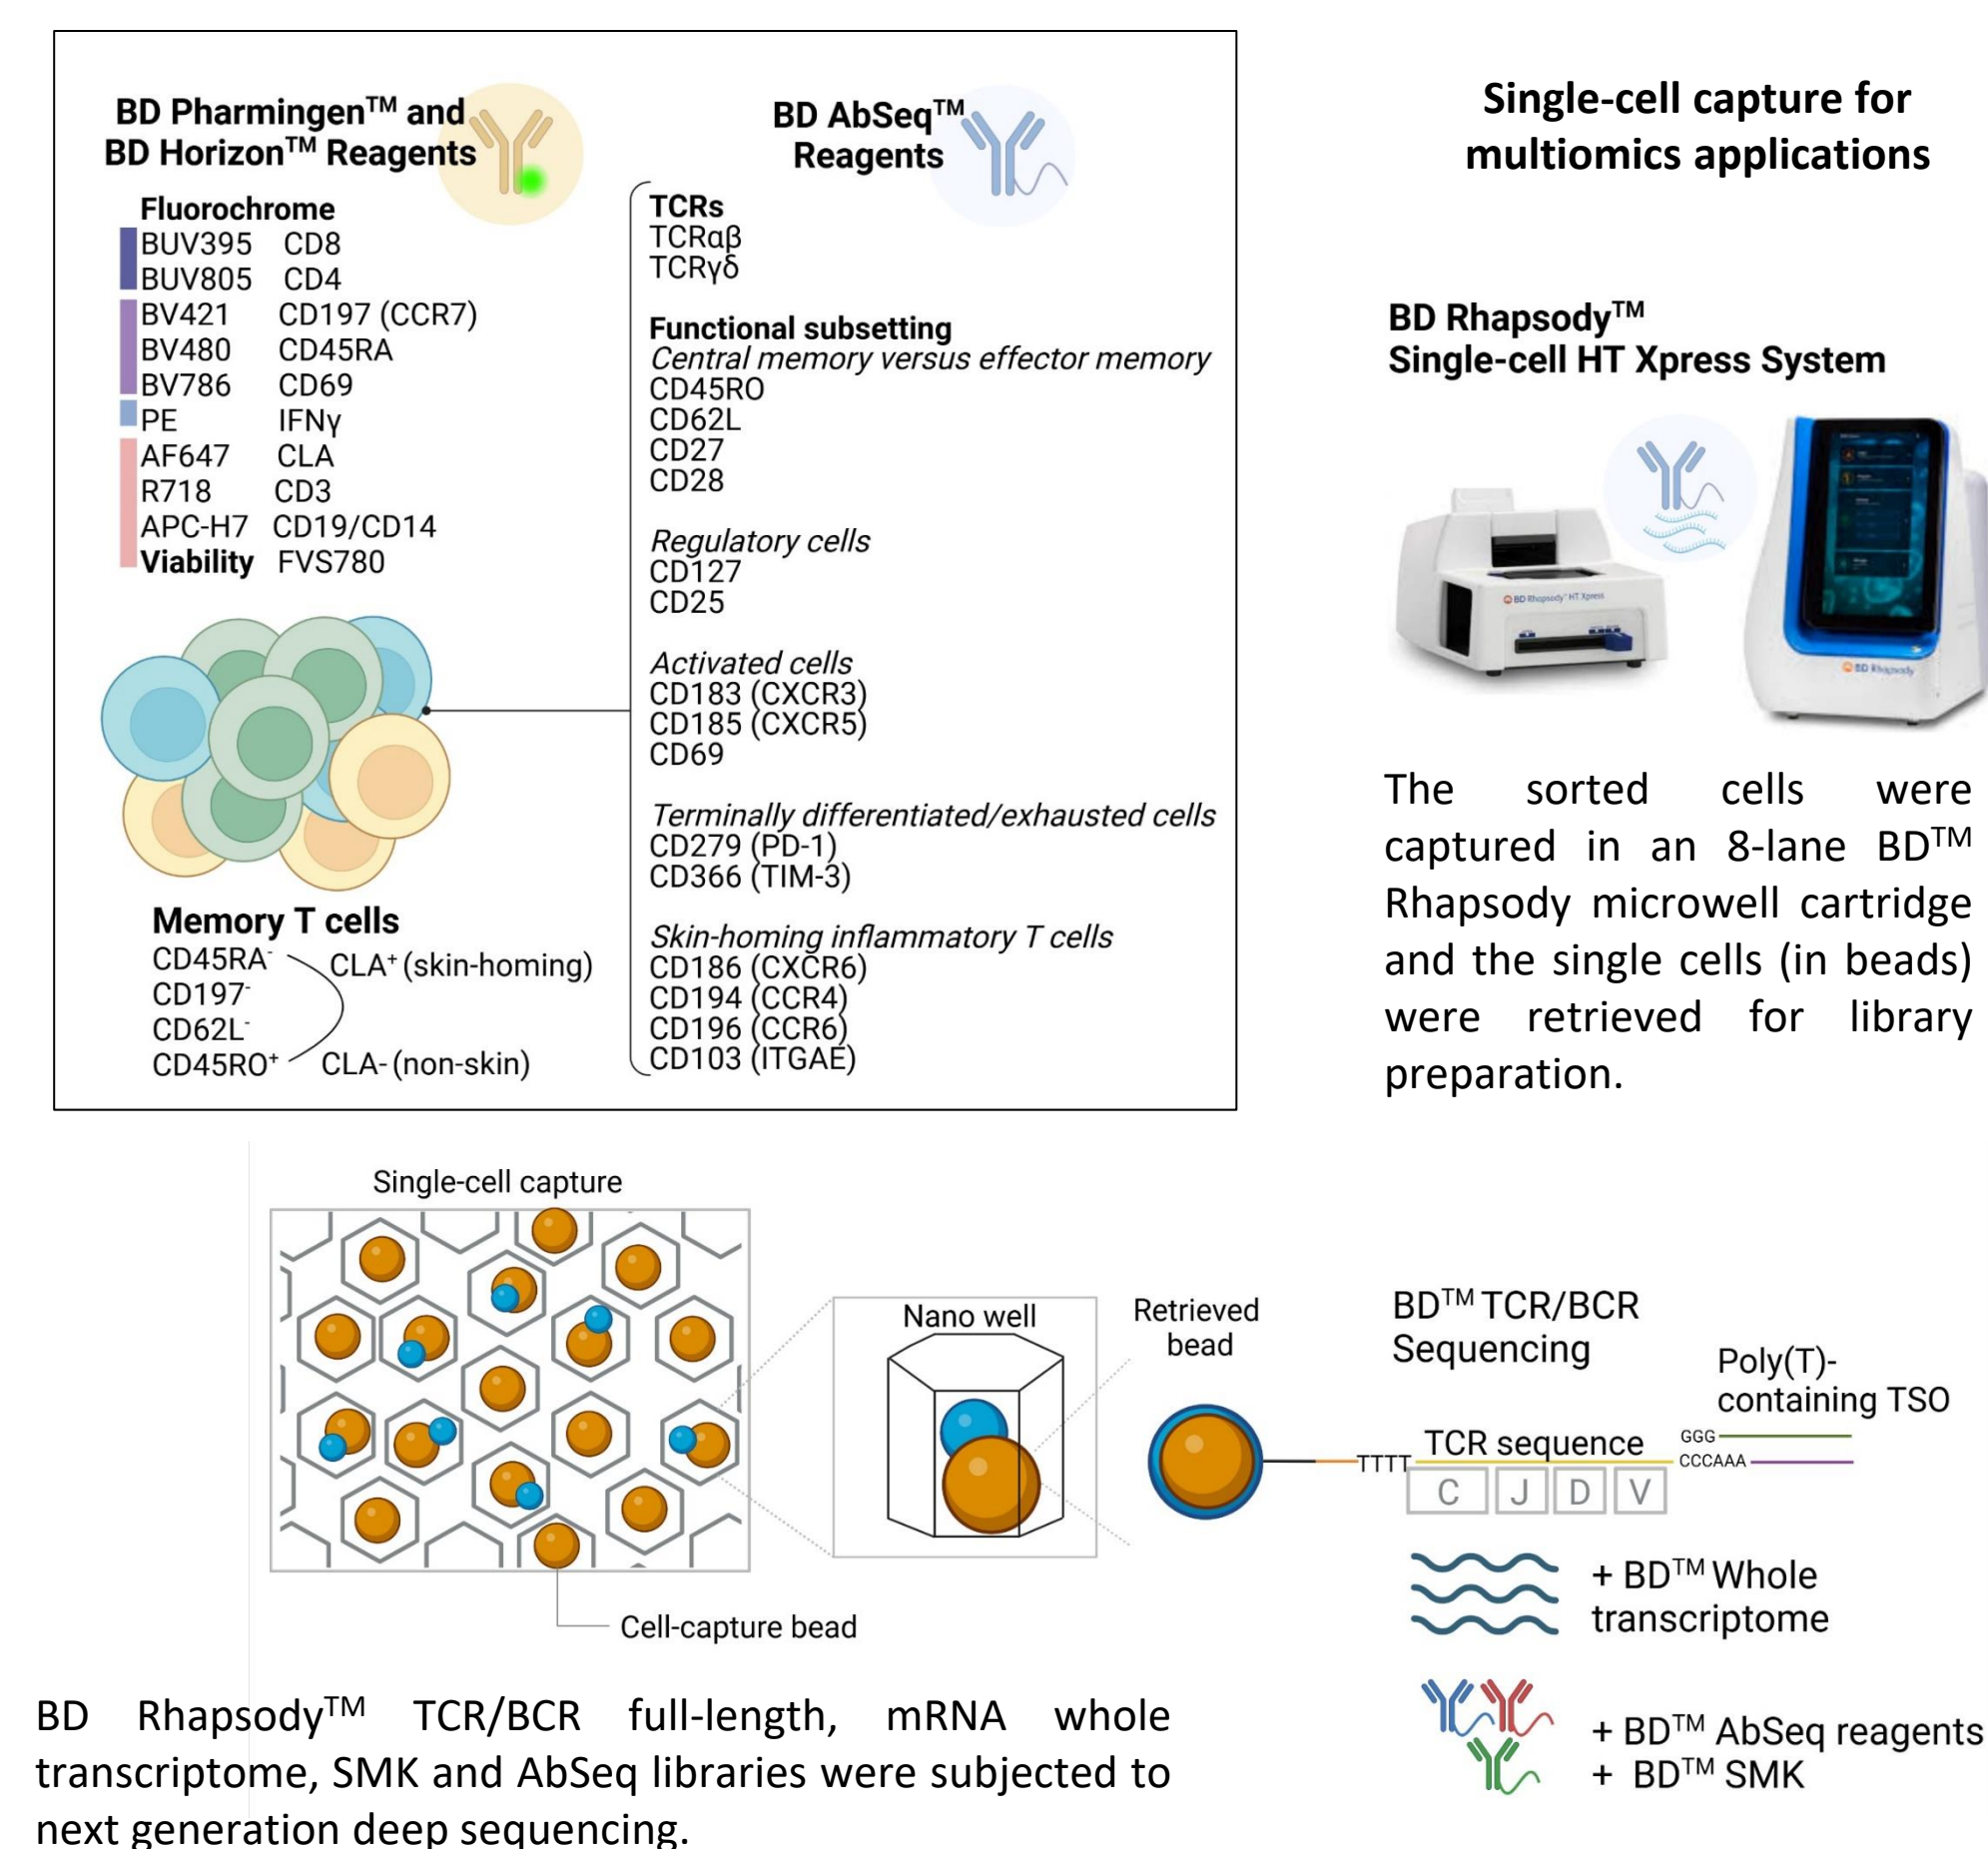 BD Pharmingen™ and
BD Horizon™ Reagents
Fluorochrome
BUV395 CD8
BUV805 CD4
BV421 CD197 (CCR7)
BV480 CD45RA
BV786 CD69
PE IFNγ
AF647 CLA
R718 CD3
APC-H7 CD19/CD14
Viability FVS780
Memory T cells
CD45RA⁻
CD197⁻
CD62L⁻
CD45RO⁺
CLA⁺ (skin-homing)
CLA- (non-skin)
BD AbSeq™
Reagents
TCRs
TCRαβ
TCRγδ
Functional subsetting
Central memory versus effector memory
CD45RO
CD62L
CD27
CD28
Regulatory cells
CD127
CD25
Activated cells
CD183 (CXCR3)
CD185 (CXCR5)
CD69
Terminally differentiated/exhausted cells
CD279 (PD-1)
CD366 (TIM-3)
Skin-homing inflammatory T cells
CD186 (CXCR6)
CD194 (CCR4)
CD196 (CCR6)
CD103 (ITGAE)
Single-cell capture for
multiomics applications
BD Rhapsody™
Single-cell HT Xpress System
BD Rhapsody™ HT Xpress
BD Rhapsody
The sorted cells were
captured in an 8-lane BD™
Rhapsody microwell cartridge
and the single cells (in beads)
were retrieved for library
preparation.
Single-cell capture
Cell-capture bead
Nano well
Retrieved
bead
BD™ TCR/BCR
Sequencing
Poly(T)-
containing TSO
TTTT
TCR sequence
GGG
CCCAAA
C J D V
+ BD™ Whole
transcriptome
+ BD™ AbSeq reagents
+ BD™ SMK
BD Rhapsody™ TCR/BCR full-length, mRNA whole
transcriptome, SMK and AbSeq libraries were subjected to
next generation deep sequencing.